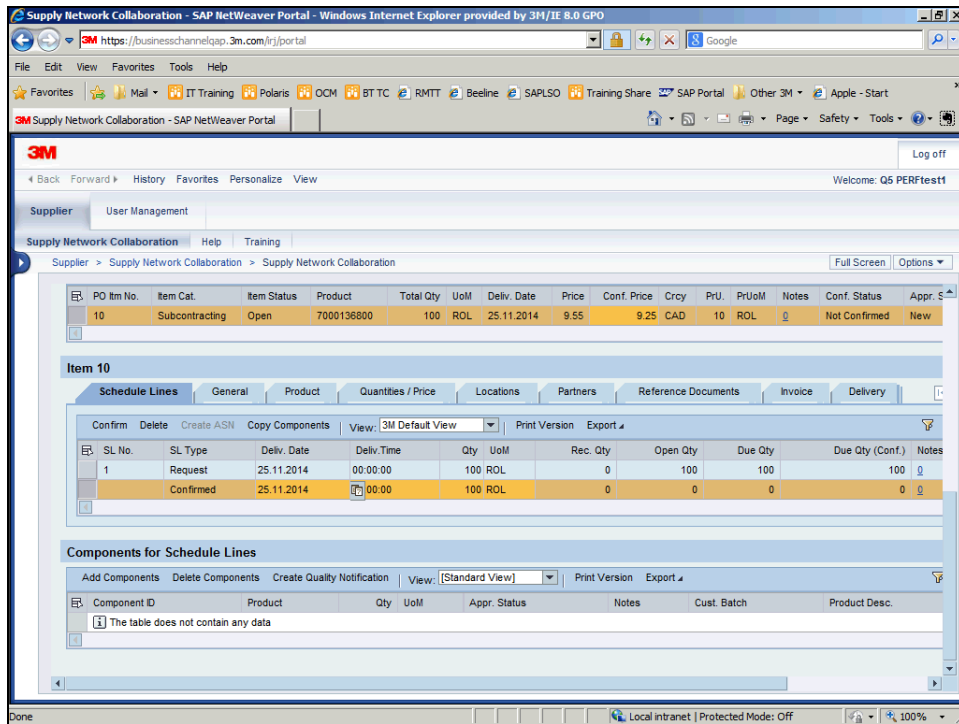 Supply Network Collaboration - SAP NetWeaver Portal - Windows Internet Explorer provided by 3M/IE 8.0 GPO
3M https://businesschannelqap.3m.com/irj/portal
Google
File Edit View Favorites Tools Help
Favorites Mail IT Training Polaris OCM BT TC RMTT Beeline SAPLSO Training Share SAP Portal Other 3M Apple - Start
3M Supply Network Collaboration - SAP NetWeaver Portal
Page Safety Tools
3M Log off
Back Forward History Favorites Personalize View Welcome: Q5 PERFtest1
Supplier User Management
Supply Network Collaboration Help Training
Supplier > Supply Network Collaboration > Supply Network Collaboration Full Screen Options
PO Itm No. Item Cat. Item Status Product Total Qty UoM Deliv. Date Price Conf. Price Crcy PrU. PrUoM Notes Conf. Status Appr. S
10 Subcontracting Open 7000136800 100 ROL 25.11.2014 9.55 9.25 CAD 10 ROL 0 Not Confirmed New
Item 10
Schedule Lines General Product Quantities / Price Locations Partners Reference Documents Invoice Delivery
Confirm Delete Create ASN Copy Components View: 3M Default View Print Version Export
SL No. SL Type Deliv. Date Deliv.Time Qty UoM Rec. Qty Open Qty Due Qty Due Qty (Conf.) Notes
1 Request 25.11.2014 00:00:00 100 ROL 0 100 100 100 0
Confirmed 25.11.2014 00:00 100 ROL 0 0 0 0 0
Components for Schedule Lines
Add Components Delete Components Create Quality Notification View: [Standard View] Print Version Export
Component ID Product Qty UoM Appr. Status Notes Cust. Batch Product Desc.
The table does not contain any data
Done Local intranet | Protected Mode: Off 100%